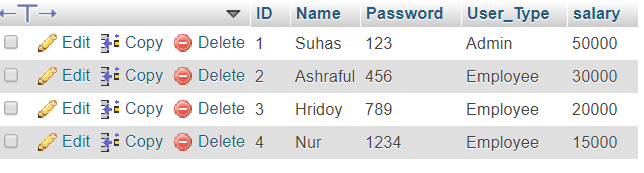 ID Name Password User_Type salary
Edit Copy Delete 1 Suhas 123 Admin 50000
Edit Copy Delete 2 Ashraful 456 Employee 30000
Edit Copy Delete 3 Hridoy 789 Employee 20000
Edit Copy Delete 4 Nur 1234 Employee 15000